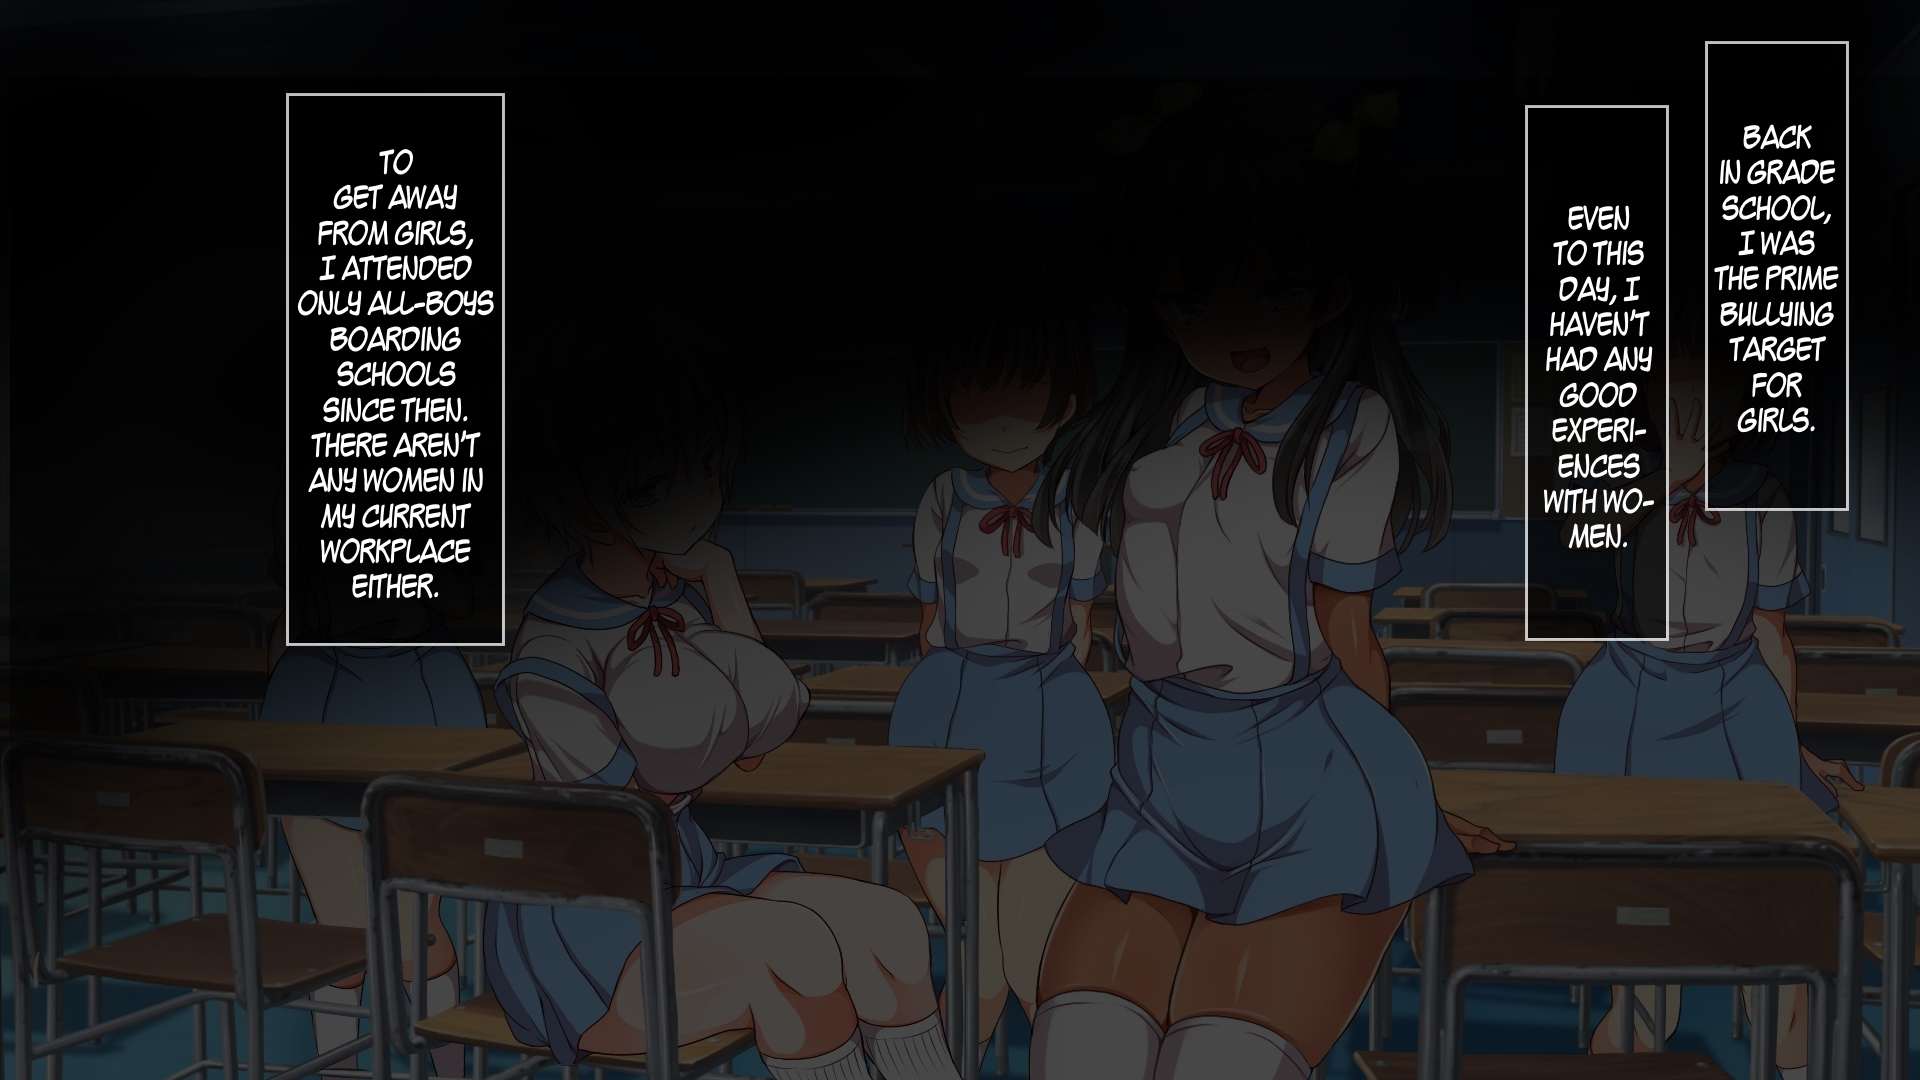 BACK
IN GRADE
SCHOOL,
I WAS
THE PRIME
BULLYING
TARGET
FOR
GIRLS.
EVEN
TO THIS
DAY, I
HAVEN'T
HAD ANY
GOOD
EXPERI-
ENCES
WITH WO-
MEN.
TO
GET AWAY
FROM GIRLS,
I ATTENDED
ONLY ALL-BOYS
BOARDING
SCHOOLS
SINCE THEN.
THERE AREN'T
ANY WOMEN IN
MY CURRENT
WORKPLACE
EITHER.